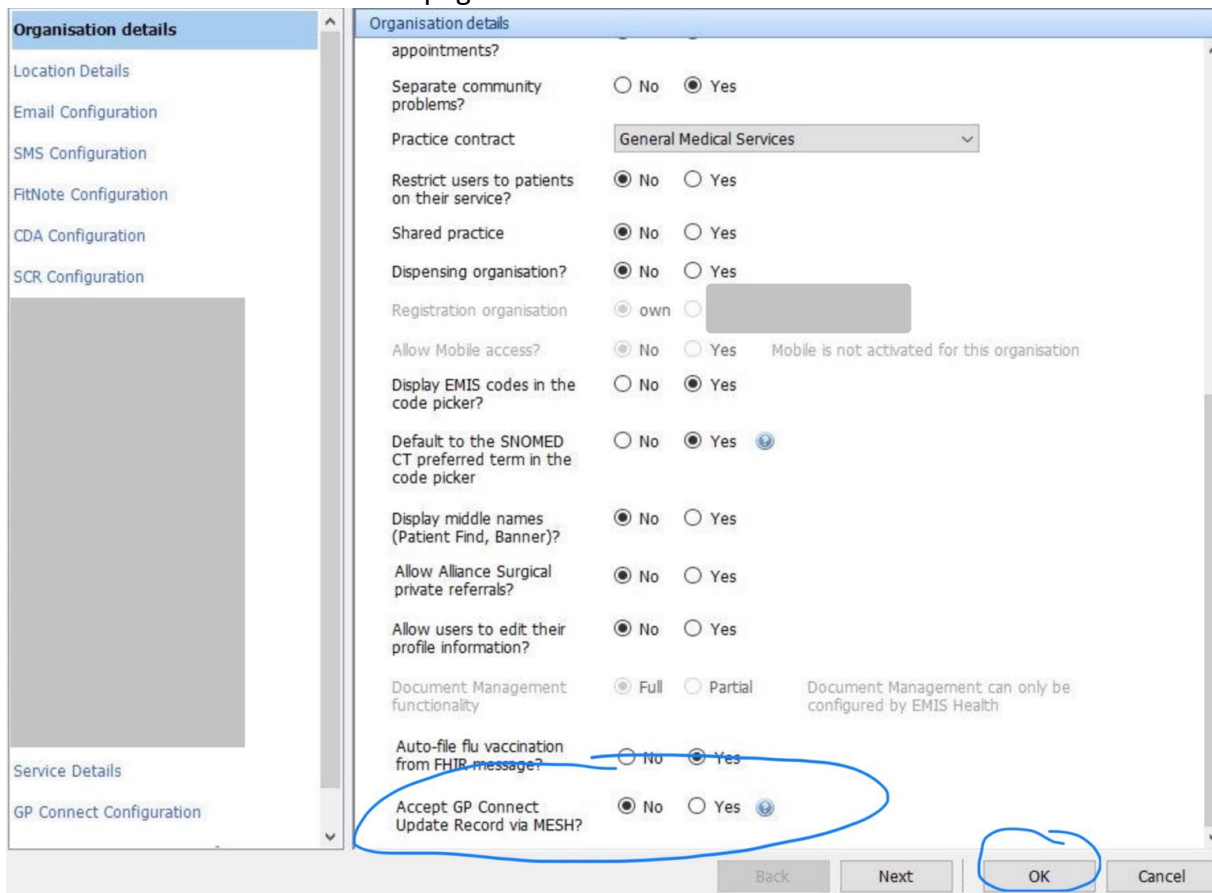 Organisation details
Location Details
Email Configuration
SMS Configuration
FitNote Configuration
CDA Configuration
SCR Configuration
Service Details
GP Connect Configuration
Organisation details
appointments?
Separate community No Yes
problems?
Practice contract General Medical Services
Restrict users to patients No Yes
on their service?
Shared practice No Yes
Dispensing organisation? No Yes
Registration organisation own
Allow Mobile access? No Yes Mobile is not activated for this organisation
Display EMIS codes in the No Yes
code picker?
Default to the SNOMED No Yes
CT preferred term in the
code picker
Display middle names No Yes
(Patient Find, Banner)?
Allow Alliance Surgical No Yes
private referrals?
Allow users to edit their No Yes
profile information?
Document Management Full Partial Document Management can only be
functionality configured by EMIS Health
Auto-file flu vaccination No Yes
from FHIR message?
Accept GP Connect No Yes
Update Record via MESH?
Back Next OK Cancel